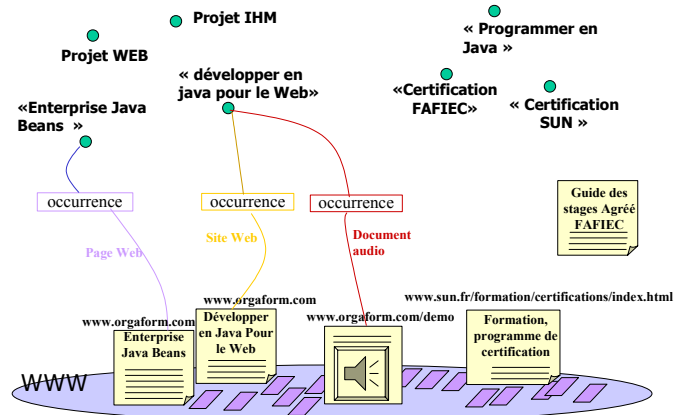 Projet IHM
« Programmer en
Java »
Projet WEB
« développer en
java pour le Web»
«Certification
FAFIEC»
« Certification
SUN »
«Enterprise Java
Beans  »
occurrence
occurrence
occurrence
Guide des
stages Agréé
FAFIEC
Page Web
Site Web
Document
audio
www.orgaform.com
www.sun.fr/formation/certifications/index.html
www.orgaform.com
www.orgaform.com/demo
Enterprise
Java Beans
Développer
en Java Pour
le Web
Formation,
programme de
certification
WWW